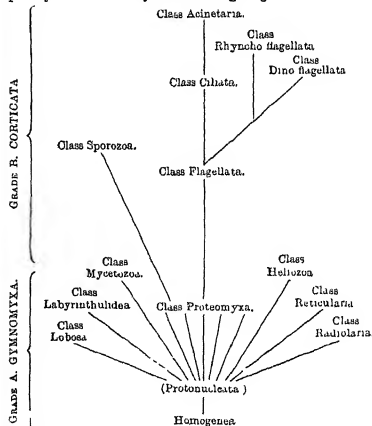 Class Acinetaria.
Class
Rhyncho flagellata
Class
Dino flagellata
Class Ciliata.
GRADE B. CORTICATA
Class Sporozoa.
Class Flagellata.
Class
Mycetozoa.
Class
Heliozoa
Class
Labyrinthulidea
Class Proteomyxa.
Class
Reticularia
Class
Lobosa
Class
Radiolaria
GRADE A. GYMNOMYXA.
(Protonucleata)
Homogenea